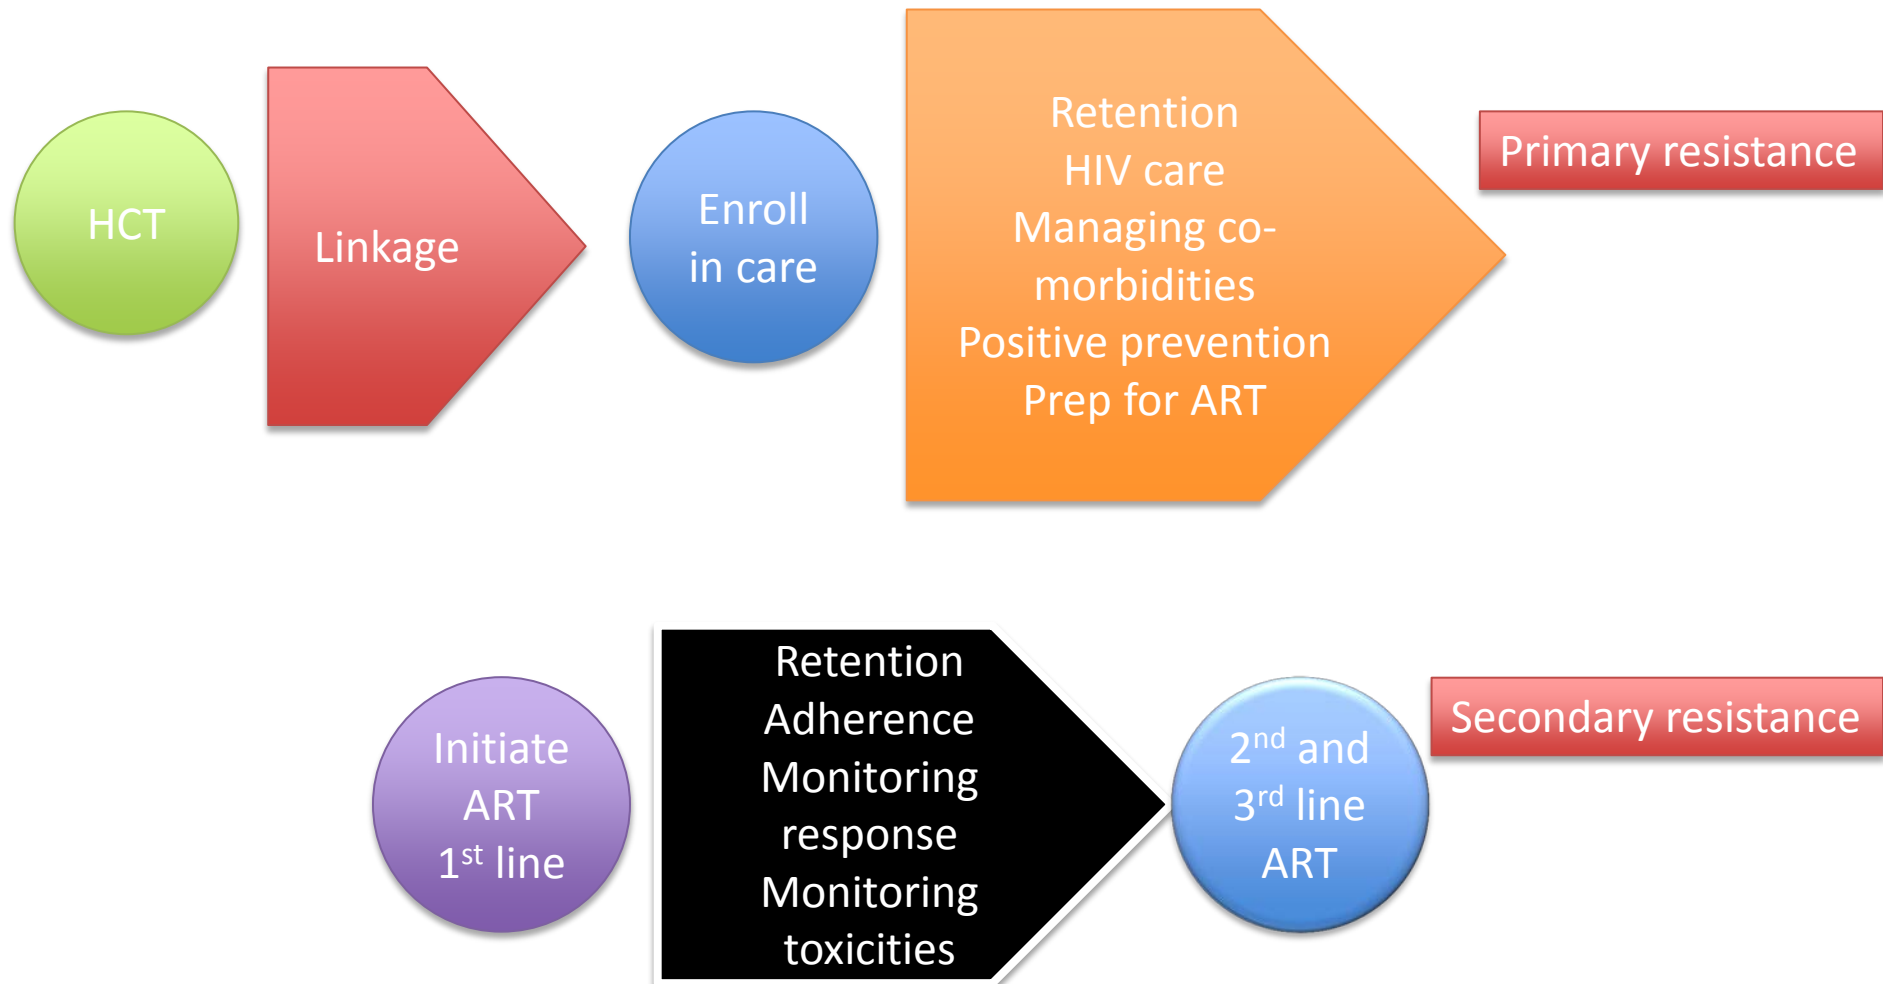 HCT
Linkage
Enroll
in care
Retention
HIV care
Managing co-
morbidities
Positive prevention
Prep for ART
Primary resistance
Initiate
ART
1st line
Retention
Adherence
Monitoring
response
Monitoring
toxicities
2nd and
3rd line
ART
Secondary resistance